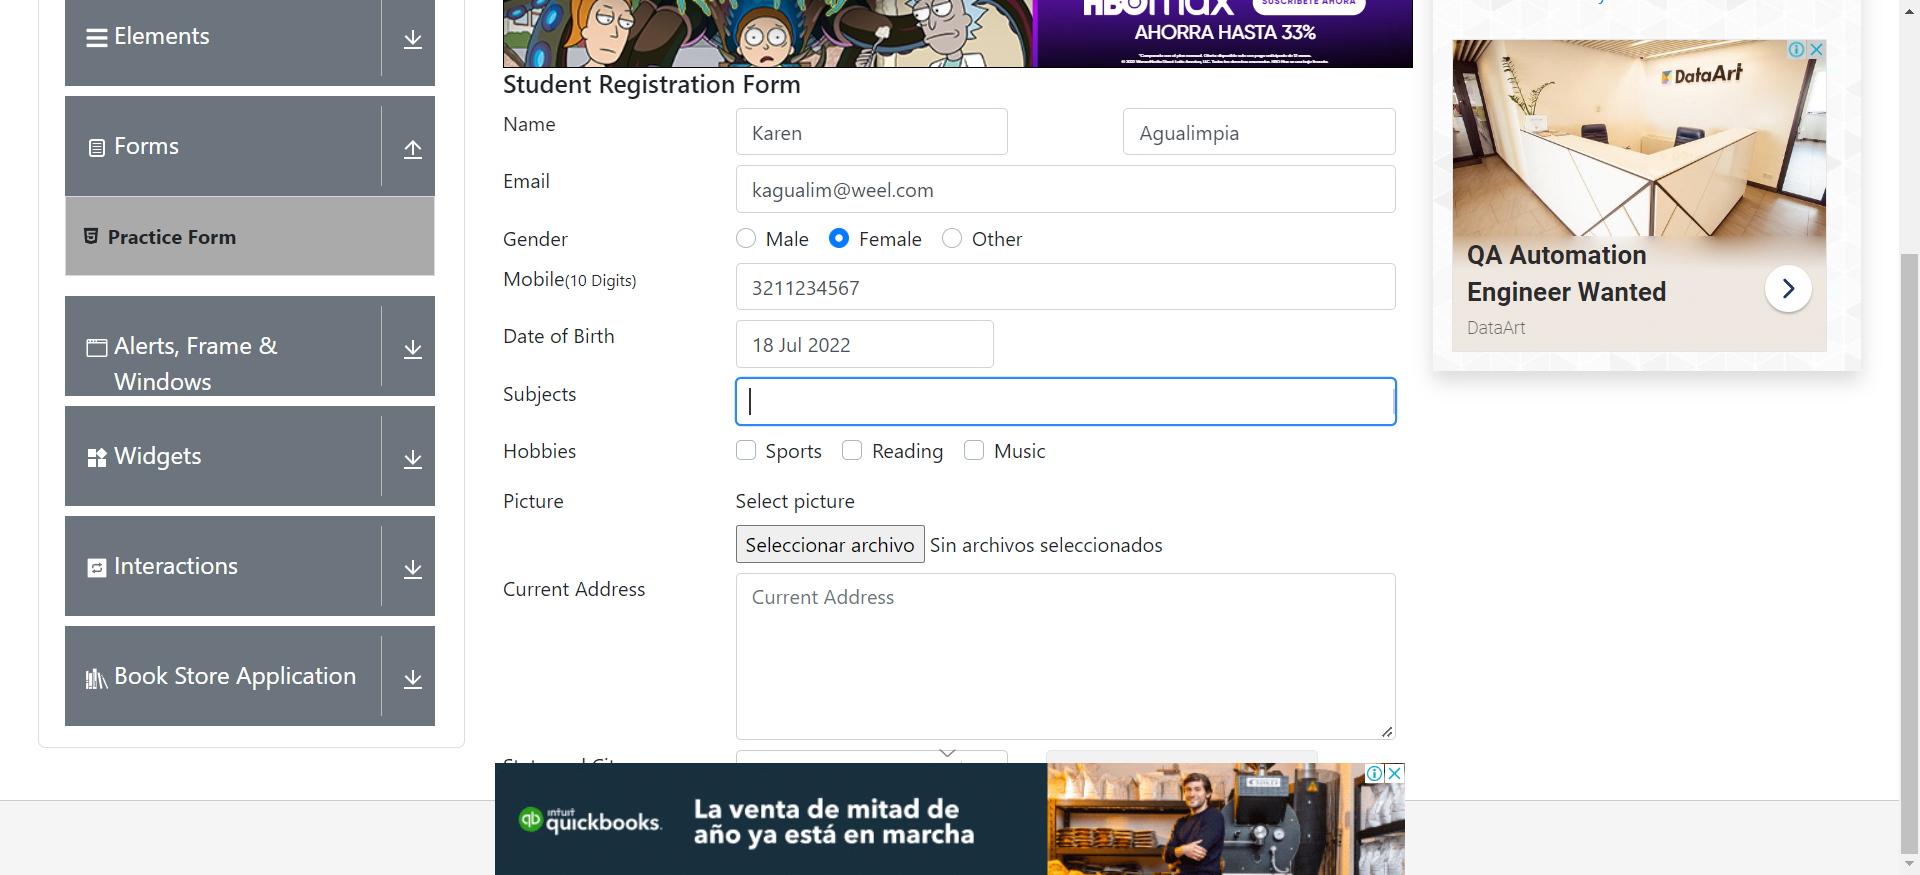 Elements
Forms
Practice Form
Alerts, Frame &
Windows
Widgets
Interactions
Book Store Application
HBO max
SUSCRÍBETE AHORA
AHORRA HASTA 33%
Student Registration Form
Name
Karen
Agualimpia
Email
kagualim@weel.com
Gender
Male
Female
Other
Mobile(10 Digits)
3211234567
Date of Birth
18 Jul 2022
Subjects
Hobbies
Sports
Reading
Music
Picture
Select picture
Seleccionar archivo
Sin archivos seleccionados
Current Address
Current Address
DataArt
QA Automation
Engineer Wanted
DataArt
intuit
quickbooks.
La venta de mitad de
año ya está en marcha